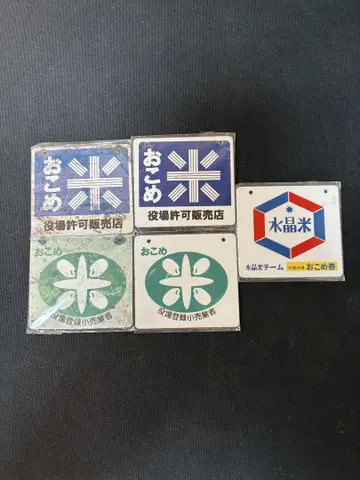 おこめ
役場許可販売店
おこめ
役場許可販売店
水晶米
水晶米チーム
おこめ券
おこめ
役場登録小売業者
おこめ
役場登録小売業者